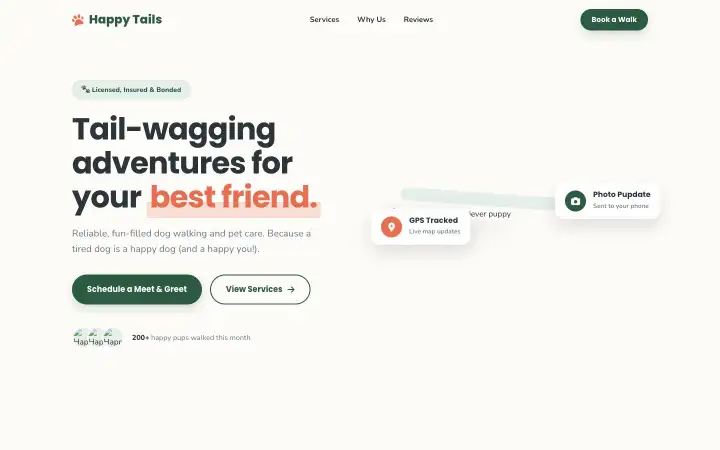 Happy Tails
Services
Why Us
Reviews
Book a Walk
Licensed, Insured & Bonded
Tail-wagging
adventures for
your best friend.
Reliable, fun-filled dog walking and pet care. Because a
tired dog is a happy dog (and a happy you!).
Schedule a Meet & Greet
View Services →
Hap
Hap
Happ
200+ happy pups walked this month
Photo Pupdate
Sent to your phone
puppy
GPS Tracked
Live map updates